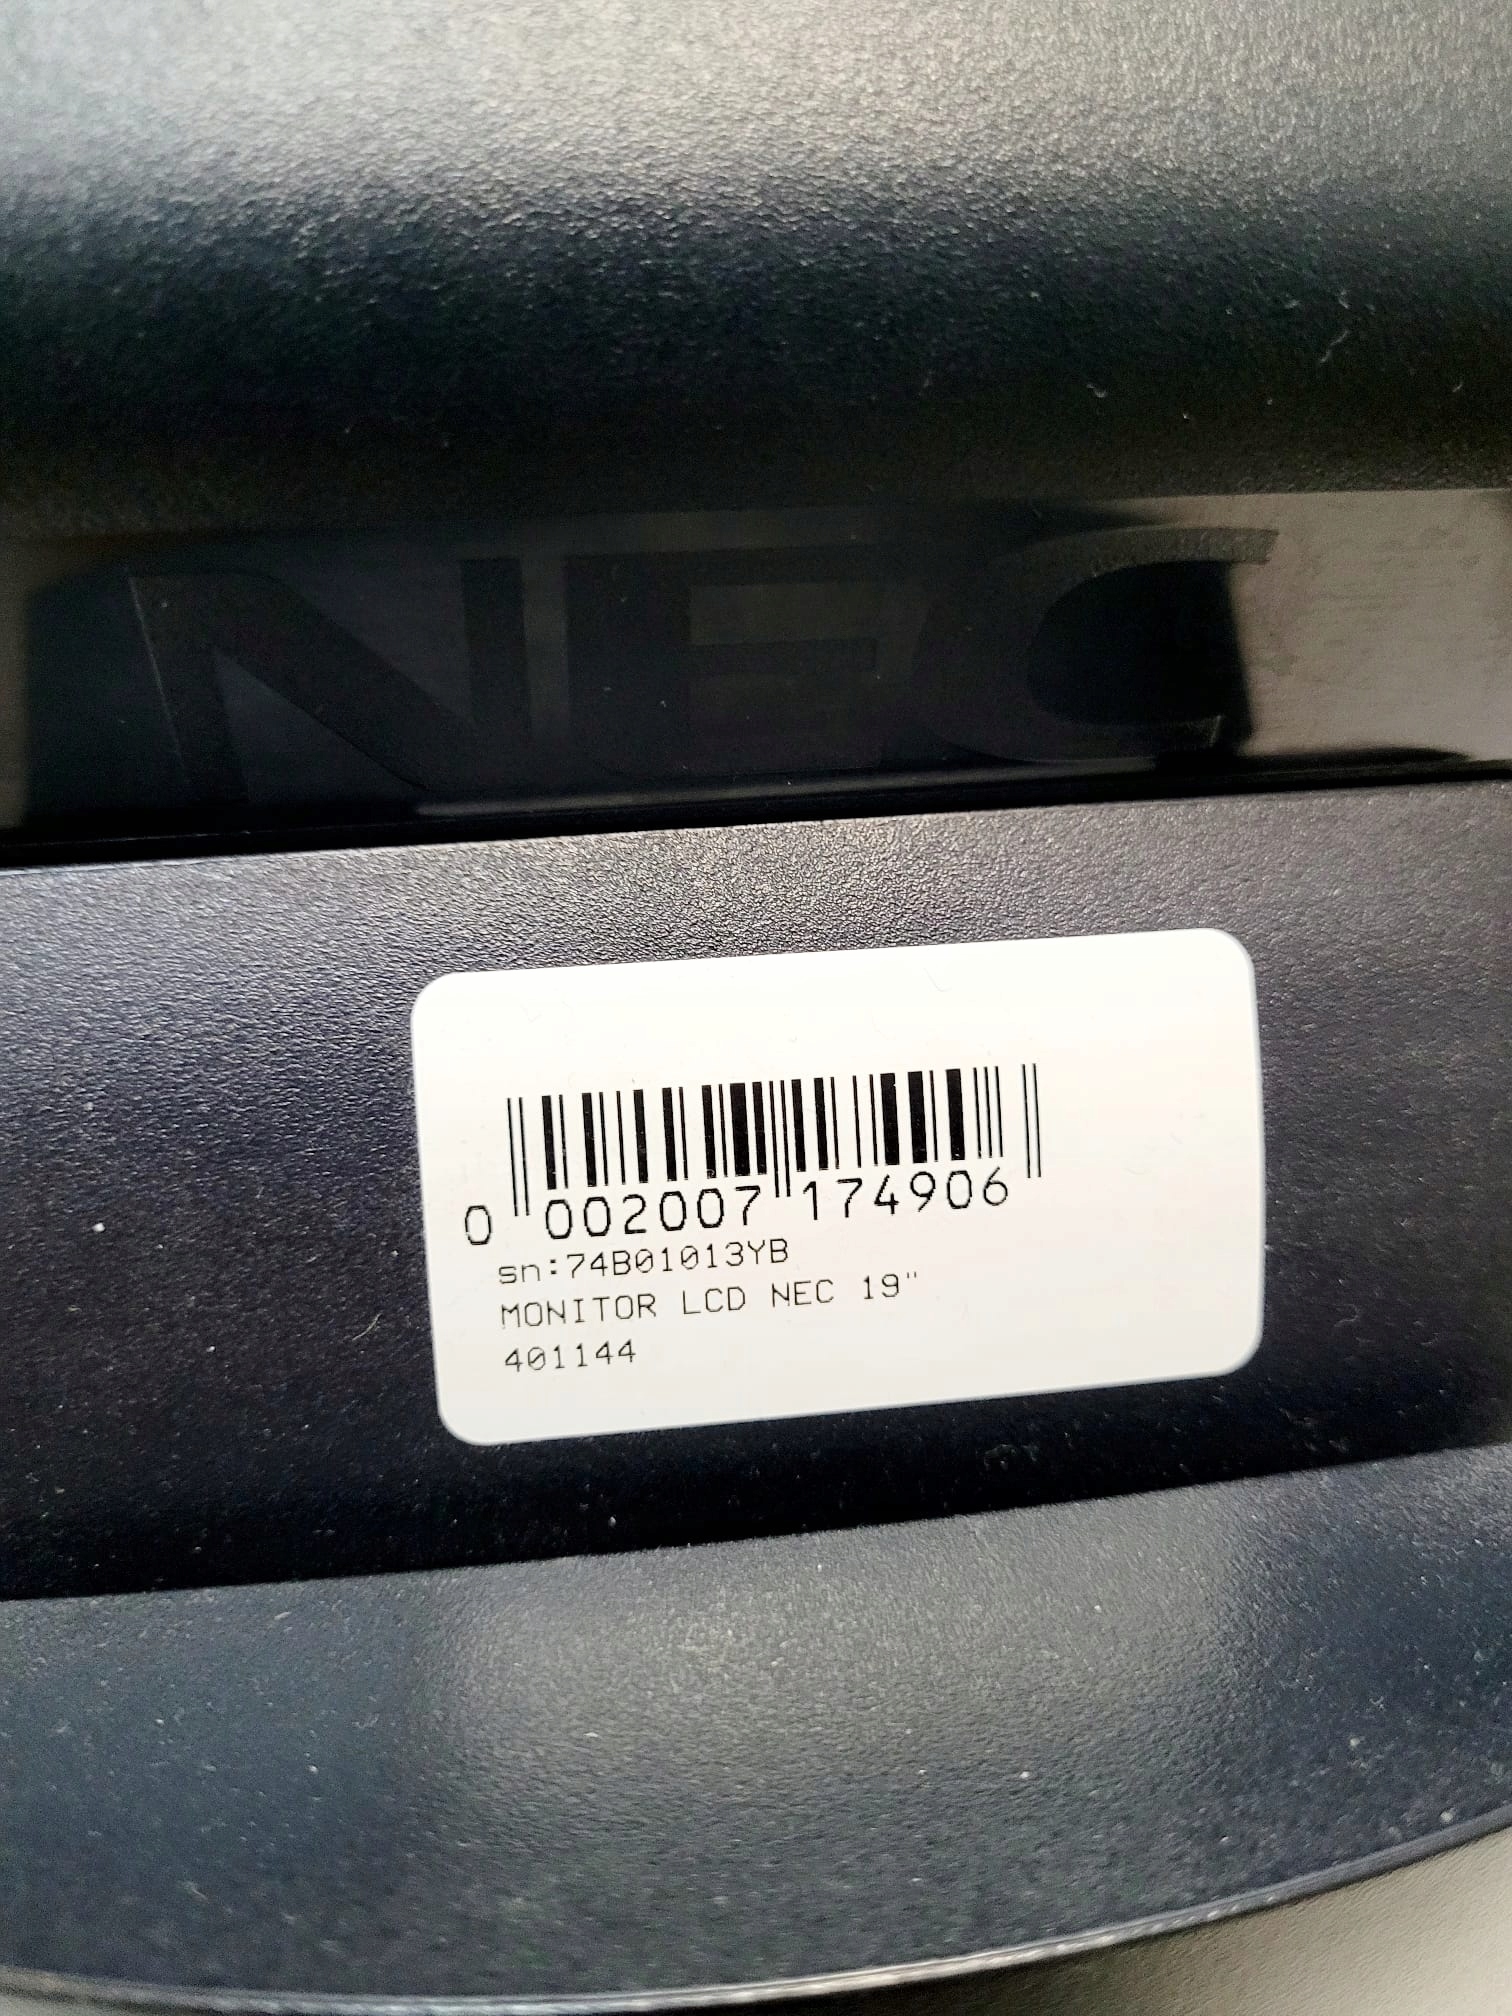 NEC
0 002007 174906
sn:74B01013YB
MONITOR LCD NEC 19"
401144